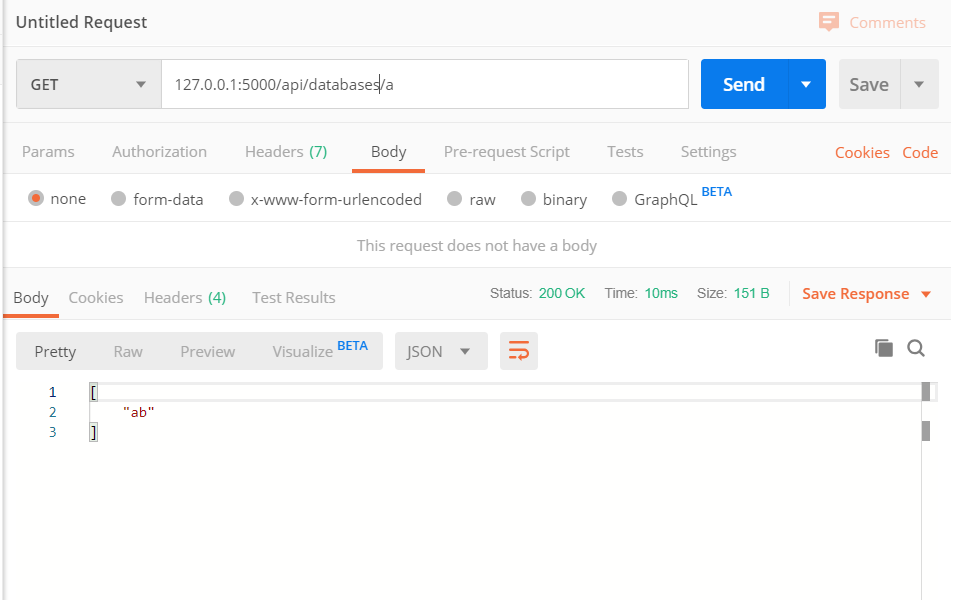 Untitled Request
Comments
GET 127.0.0.1:5000/api/databases/a Send Save
Params Authorization Headers (7) Body Pre-request Script Tests Settings Cookies Code
none form-data x-www-form-urlencoded raw binary GraphQL BETA
This request does not have a body
Body Cookies Headers (4) Test Results Status: 200 OK Time: 10ms Size: 151 B Save Response
Pretty Raw Preview Visualize BETA JSON
1 [
2 "ab"
3 ]